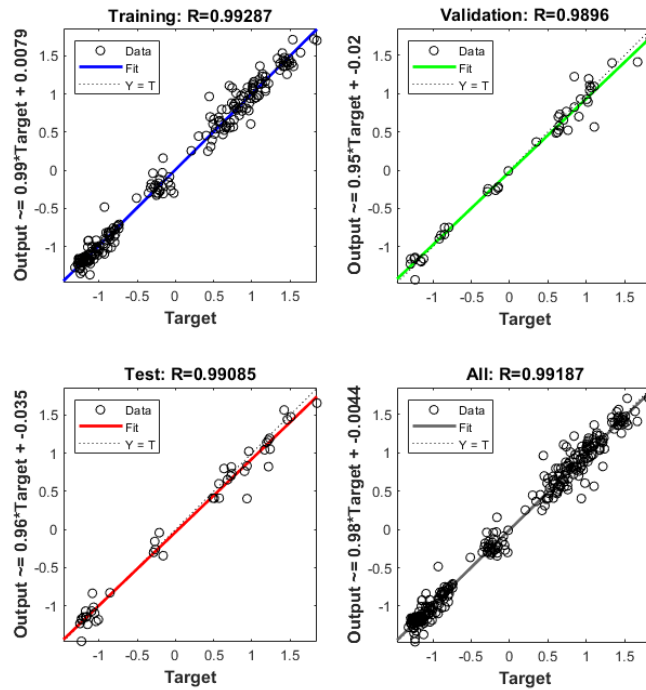 Training: R=0.99287
Output ~= 0.99*Target + 0.0079
Data
Fit
Y = T
1.5
1
0.5
0
-0.5
-1
-1 -0.5 0 0.5 1 1.5
Target
Validation: R=0.9896
Output ~= 0.95*Target + -0.02
Data
Fit
Y = T
1.5
1
0.5
0
-0.5
-1
-1 -0.5 0 0.5 1 1.5
Target
Test: R=0.99085
Output ~= 0.96*Target + -0.035
Data
Fit
Y = T
1.5
1
0.5
0
-0.5
-1
-1 -0.5 0 0.5 1 1.5
Target
All: R=0.99187
Output ~= 0.98*Target + -0.0044
Data
Fit
Y = T
1.5
1
0.5
0
-0.5
-1
-1 -0.5 0 0.5 1 1.5
Target